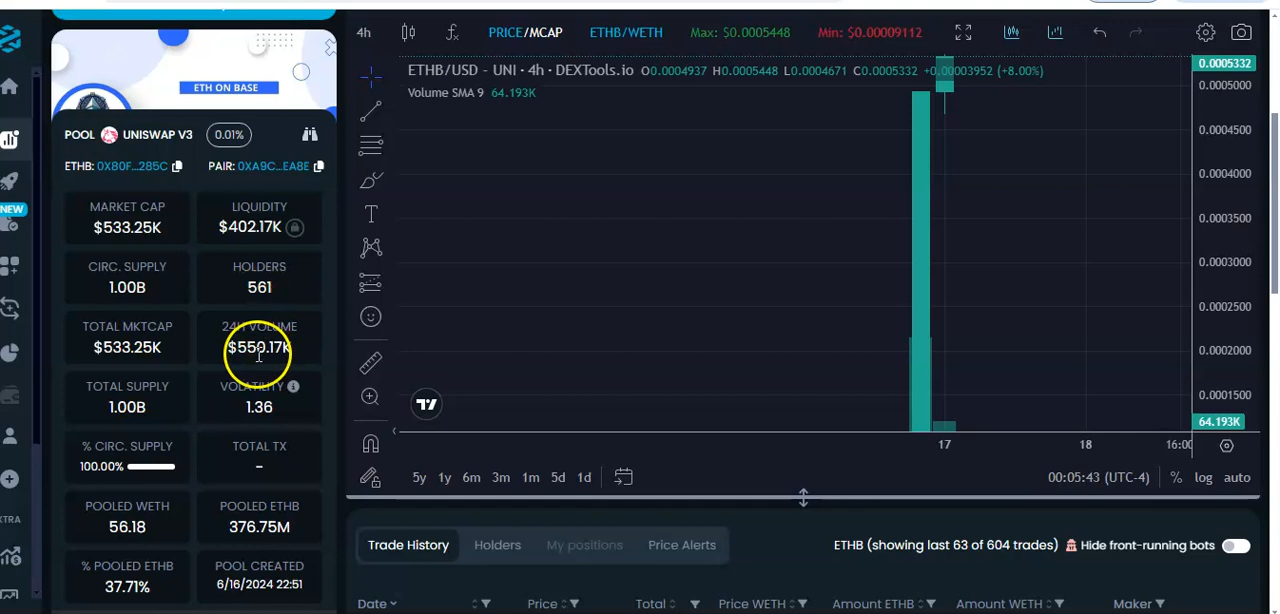 4h
PRICE/MCAP
ETHB/WETH
Max: $0.0005448
Min: $0.00009112
ETHB/USD - UNI · 4h · DEXTools.io O0.0004937 H0.0005448 L0.0004671 C0.0005332 +0.00003952 (+8.00%)
Volume SMA 9 64.193K
ETH ON BASE
POOL UNISWAP V3 0.01%
ETHB: 0X80F...285C PAIR: 0XA9C...EA8E
MARKET CAP LIQUIDITY
$533.25K $402.17K
CIRC. SUPPLY HOLDERS
1.00B 561
TOTAL MKTCAP 24H VOLUME
$533.25K $559.17K
TOTAL SUPPLY VOLATILITY
1.00B 1.36
% CIRC. SUPPLY TOTAL TX
100.00% -
POOLED WETH POOLED ETHB
56.18 376.75M
% POOLED ETHB POOL CREATED
37.71% 6/16/2024 22:51
NEW
XTRA
0.0005332
0.0005000
0.0004500
0.0004000
0.0003500
0.0003000
0.0002500
0.0002000
0.0001500
64.193K
17 18 16:00
5y 1y 6m 3m 1m 5d 1d
00:05:43 (UTC-4) % log auto
Trade History Holders My positions Price Alerts
ETHB (showing last 63 of 604 trades) Hide front-running bots
Date Price Total Price WETH Amount ETHB Amount WETH Maker